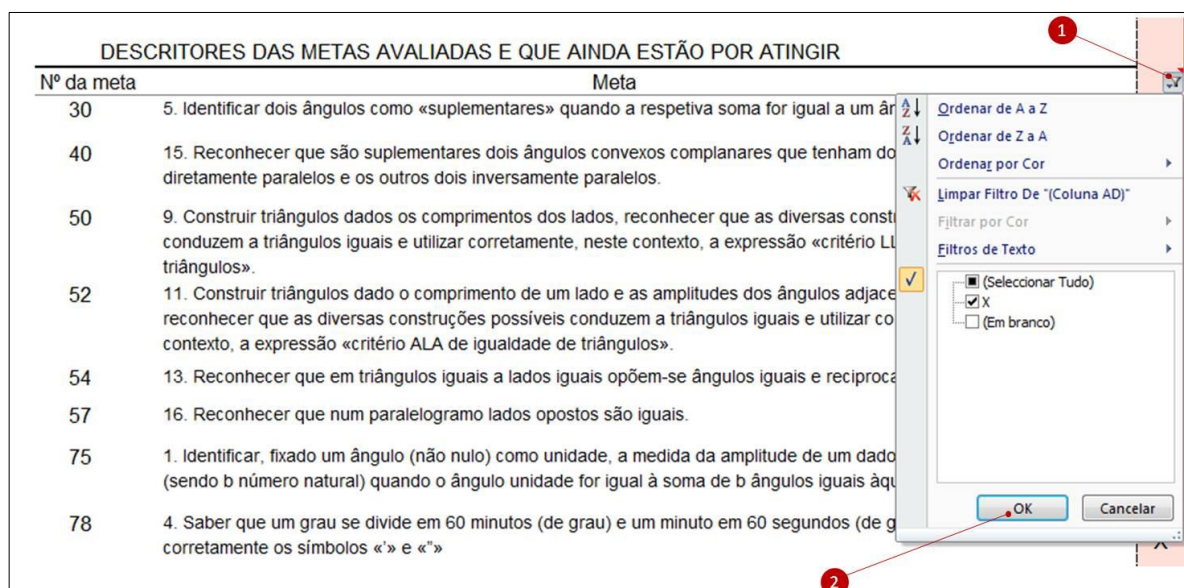 1
DESCRITORES DAS METAS AVALIADAS E QUE AINDA ESTÃO POR ATINGIR
Nº da meta Meta
30 5. Identificar dois ângulos como «suplementares» quando a respetiva soma for igual a um
40 15. Reconhecer que são suplementares dois ângulos convexos complanares que tenham
diretamente paralelos e os outros dois inversamente paralelos.
50 9. Construir triângulos dados os comprimentos dos lados, reconhecer que as diversas
conduzem a triângulos iguais e utilizar corretamente, neste contexto, a expressão «critério
triângulos».
52 11. Construir triângulos dado o comprimento de um lado e as amplitudes dos ângulos
reconhecer que as diversas construções possíveis conduzem a triângulos iguais e utilizar
contexto, a expressão «critério ALA de igualdade de triângulos».
54 13. Reconhecer que em triângulos iguais a lados iguais opõem-se ângulos iguais e
57 16. Reconhecer que num paralelogramo lados opostos são iguais.
75 1. Identificar, fixado um ângulo (não nulo) como unidade, a medida da amplitude de um dado
(sendo b número natural) quando o ângulo unidade for igual à soma de b ângulos iguais
78 4. Saber que um grau se divide em 60 minutos (de grau) e um minuto em 60 segundos (de
corretamente os símbolos «'» e «’’»
Ordenar de A a Z
Ordenar de Z a A
Ordenar por Cor
Limpar Filtro De "(Coluna AD)"
Filtrar por Cor
Filtros de Texto
(Seleccionar Tudo)
X
(Em branco)
OK Cancelar
2